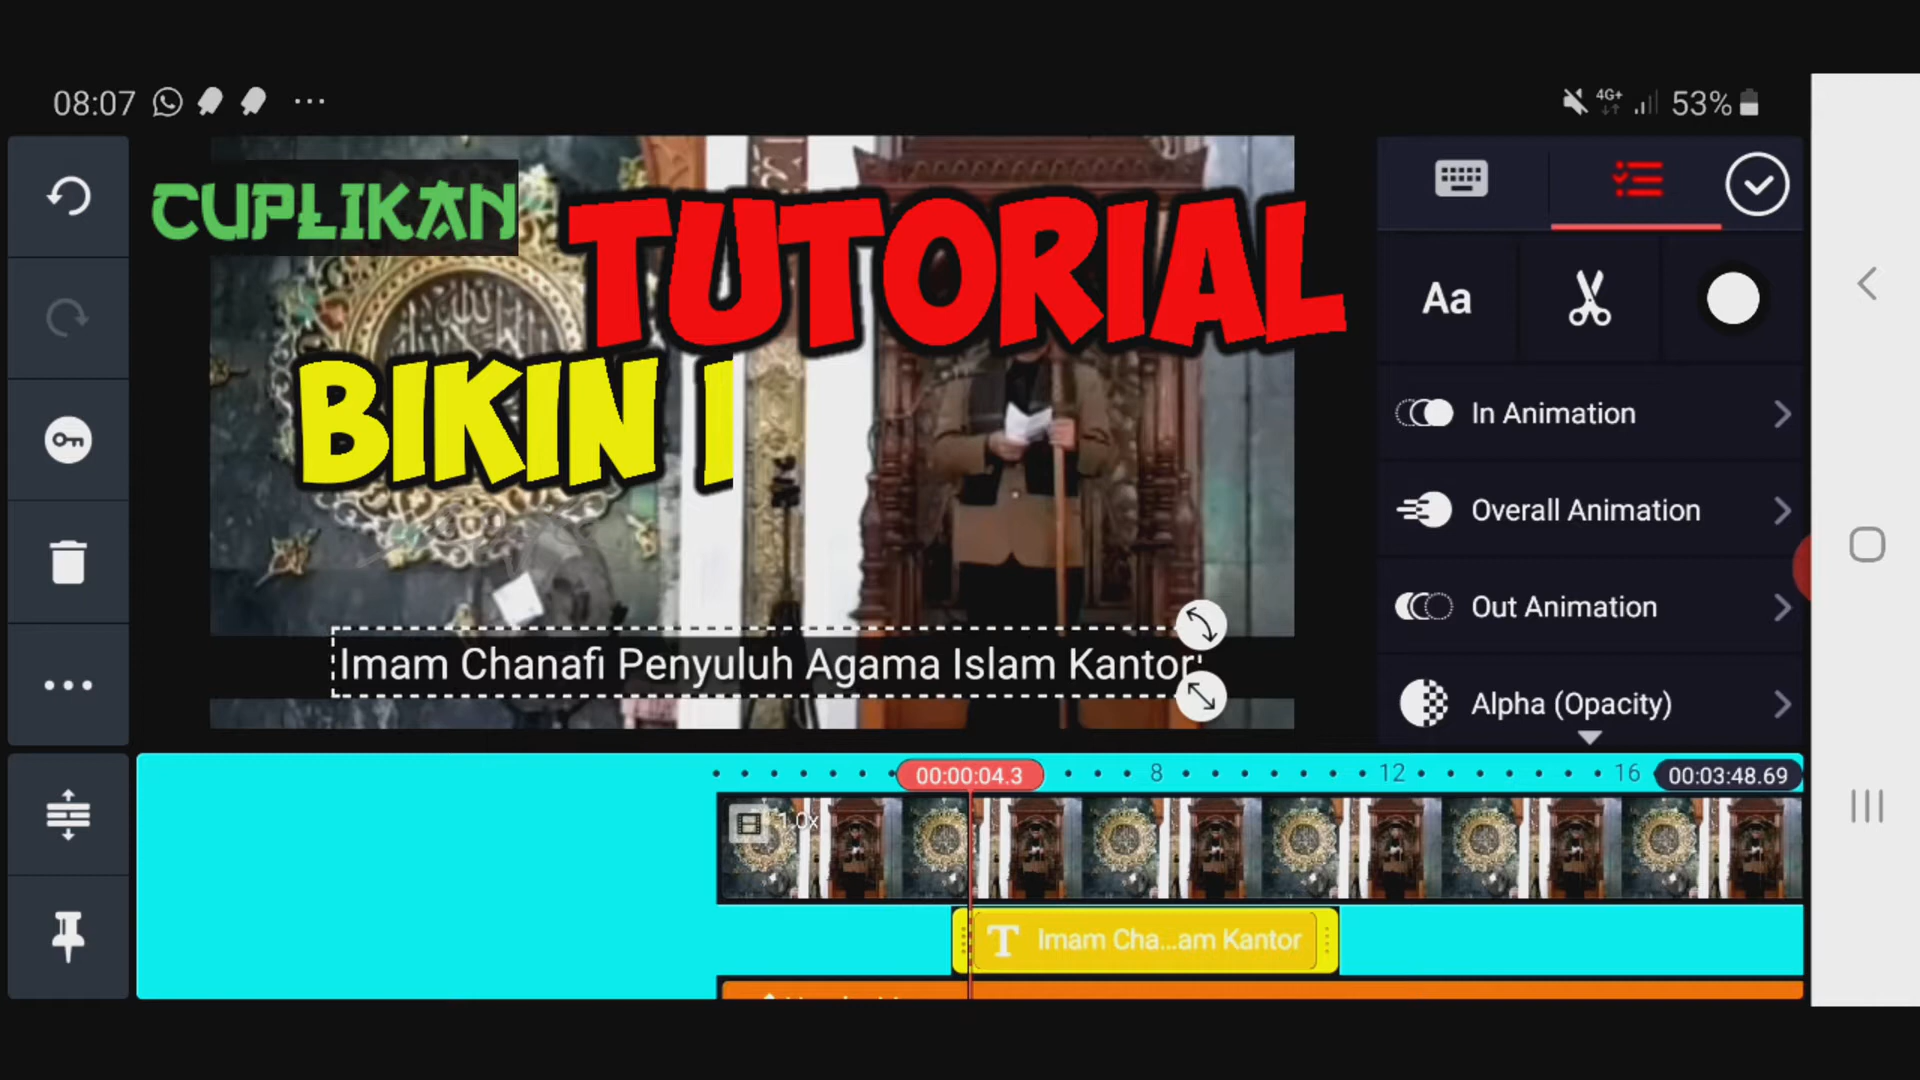 08:07
4G+
53%
CUPLIKAN
TUTORIAL
BIKIN I
Imam Chanafi Penyuluh Agama Islam Kantor
Aa
In Animation
Overall Animation
Out Animation
Alpha (Opacity)
00:00:04.3
8
12
16
00:03:48.69
1.0x
T Imam Cha...am Kantor